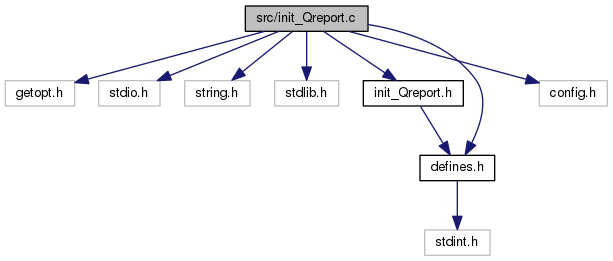 src/init_Qreport.c
getopt.h
stdio.h
string.h
stdlib.h
init_Qreport.h
config.h
defines.h
stdint.h